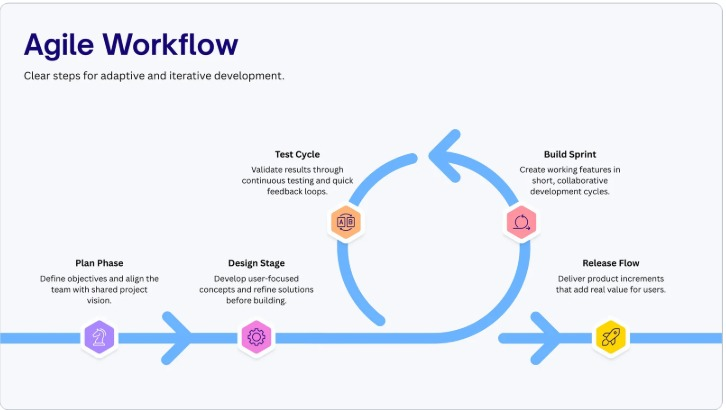 Agile Workflow
Clear steps for adaptive and iterative development.
Test Cycle
Validate results through
continuous testing and quick
feedback loops.
Build Sprint
Create working features in
short, collaborative
development cycles.
A B
Plan Phase
Define objectives and align the
team with shared project
vision.
Design Stage
Develop user-focused
concepts and refine solutions
before building.
Release Flow
Deliver product increments
that add real value for users.